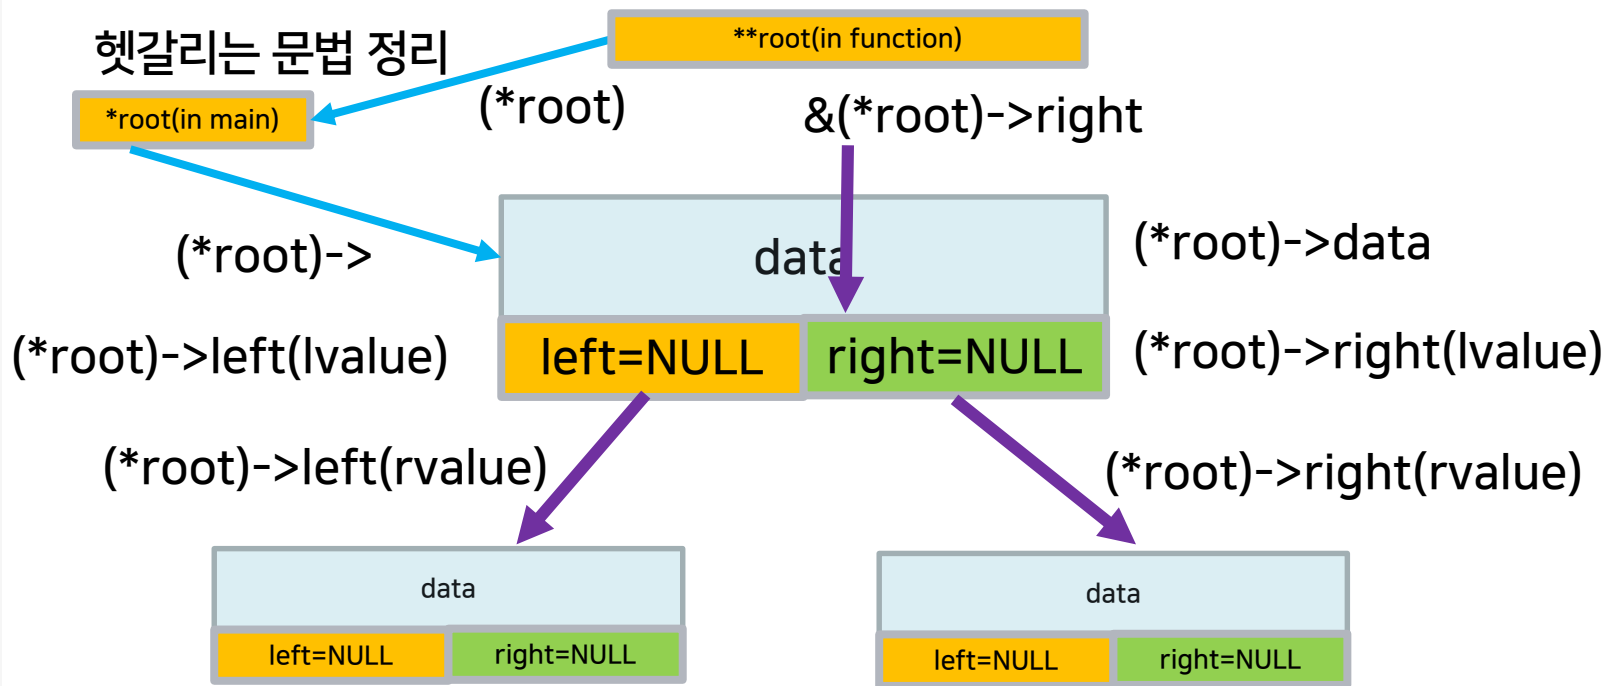 헷갈리는 문법 정리
**root(in function)
*root(in main)
(*root)
&(*root)->right
(*root)->
data
(*root)->data
(*root)->left(lvalue)
left=NULL
right=NULL
(*root)->right(lvalue)
(*root)->left(rvalue)
(*root)->right(rvalue)
data
left=NULL
right=NULL
data
left=NULL
right=NULL